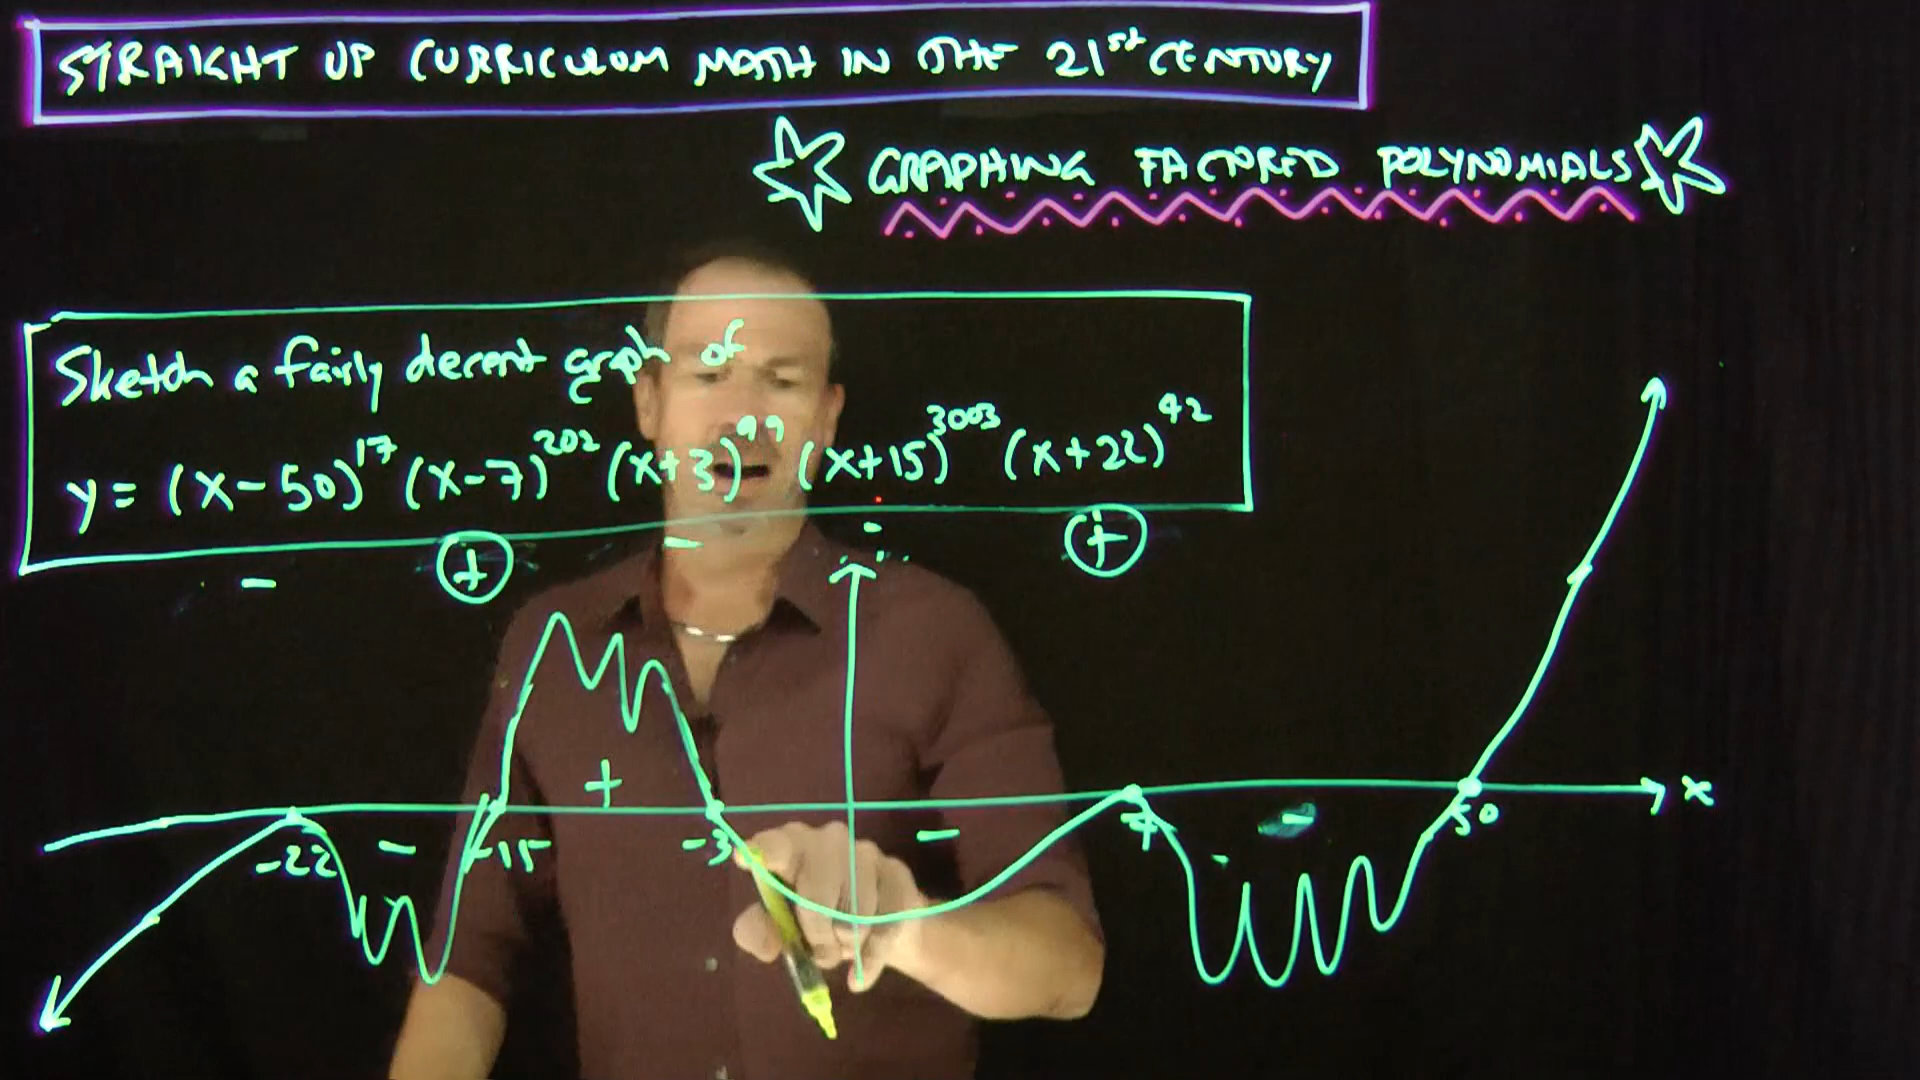 STRAIGHT UP CURRICULUM MATH IN THE 21st CENTURY
GRAPHING FACTORED POLYNOMIALS
Sketch a fairly decent graph of
y = (x-50)^17 (x-7)^202 (x+3)^99 (x+15)^3003 (x+22)^42
- + - - +
+
- - -
x
-22 -15 -3 7 50